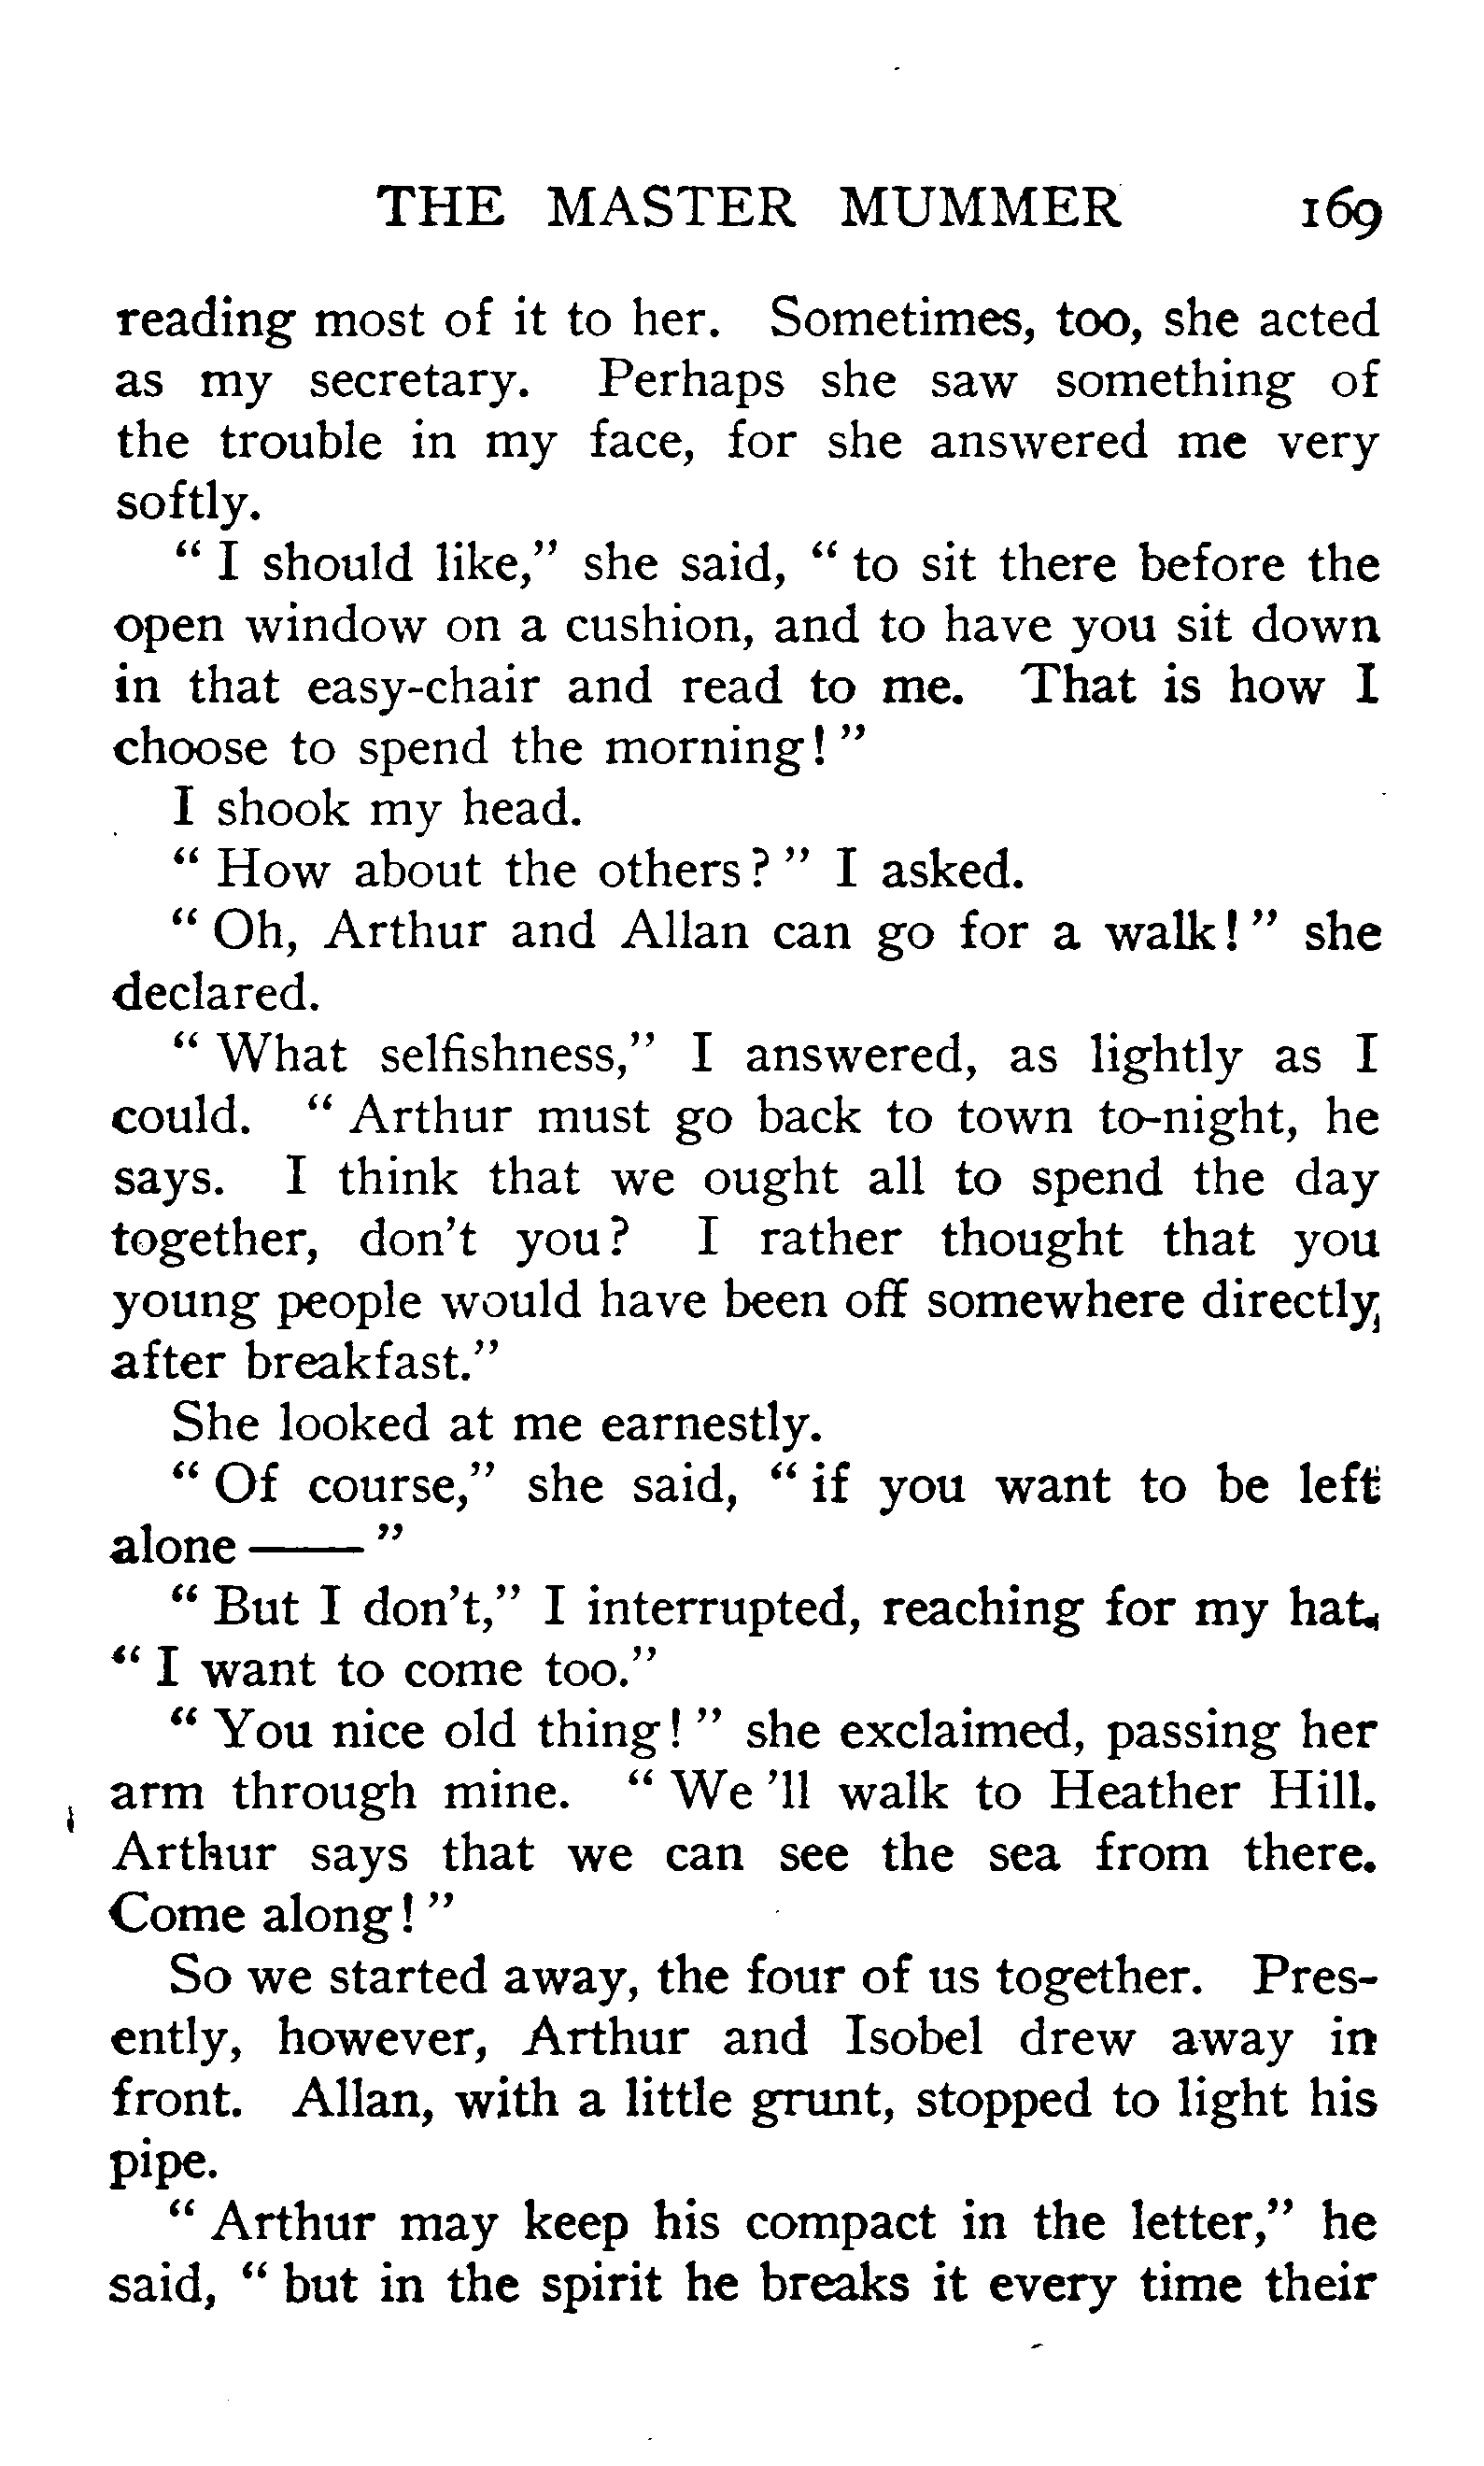 THE MASTER MUMMER 169
reading most of it to her. Sometimes, too, she acted
as my secretary. Perhaps she saw something of
the trouble in my face, for she answered me very
softly.
“ I should like,” she said, “ to sit there before the
open window on a cushion, and to have you sit down
in that easy-chair and read to me. That is how I
choose to spend the morning! ”
I shook my head.
“ How about the others? ” I asked.
“ Oh, Arthur and Allan can go for a walk! ” she
declared.
“ What selfishness,” I answered, as lightly as I
could. “ Arthur must go back to town to-night, he
says. I think that we ought all to spend the day
together, don't you? I rather thought that you
young people would have been off somewhere directly
after breakfast.”
She looked at me earnestly.
“ Of course,” she said, “ if you want to be left
alone —— ”
“ But I don't,” I interrupted, reaching for my hat.
“ I want to come too.”
“ You nice old thing! ” she exclaimed, passing her
arm through mine. “ We 'll walk to Heather Hill.
Arthur says that we can see the sea from there.
Come along! ”
So we started away, the four of us together. Pres-
ently, however, Arthur and Isobel drew away in
front. Allan, with a little grunt, stopped to light his
pipe.
“ Arthur may keep his compact in the letter,” he
said, “ but in the spirit he breaks it every time their